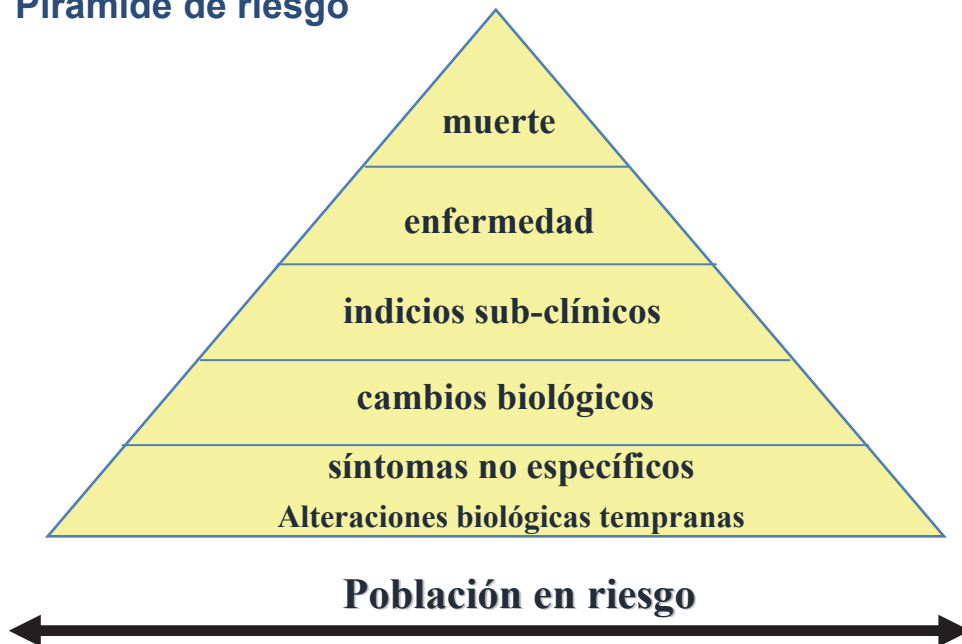 Pirámide de riesgo
muerte
enfermedad
indicios sub-clínicos
cambios biológicos
síntomas no específicos
Alteraciones biológicas tempranas
Población en riesgo